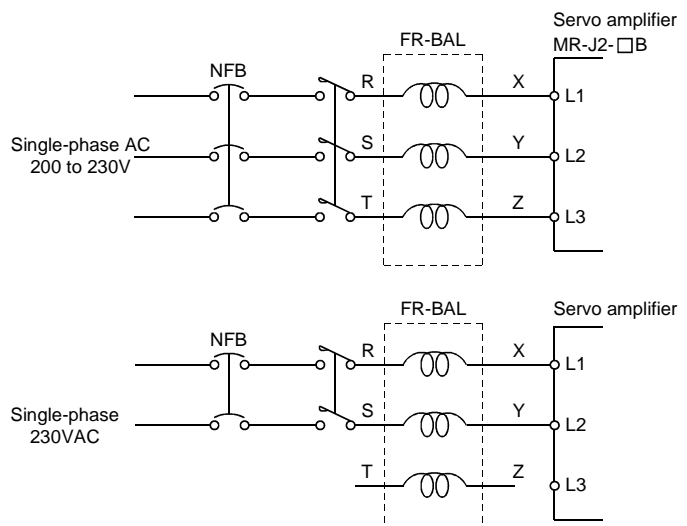 Servo amplifier
FR-BAL MR-J2-□B
NFB
R X L1
Single-phase AC S Y L2
200 to 230V
T Z L3
FR-BAL Servo amplifier
NFB
R X L1
Single-phase S Y L2
230VAC
T Z L3